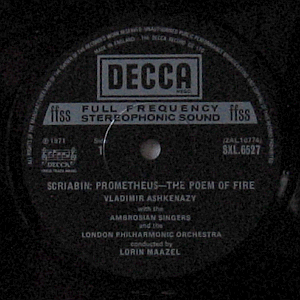 DECCA
ffss
FULL FREQUENCY
STEREOPHONIC SOUND
ffss
℗ 1971
1
(ZAL.10774)
SXL.6527
SCRIABIN: PROMETHEUS—THE POEM OF FIRE
VLADIMIR ASHKENAZY
with the
AMBROSIAN SINGERS
and the
LONDON PHILHARMONIC ORCHESTRA
conducted by
LORIN MAAZEL